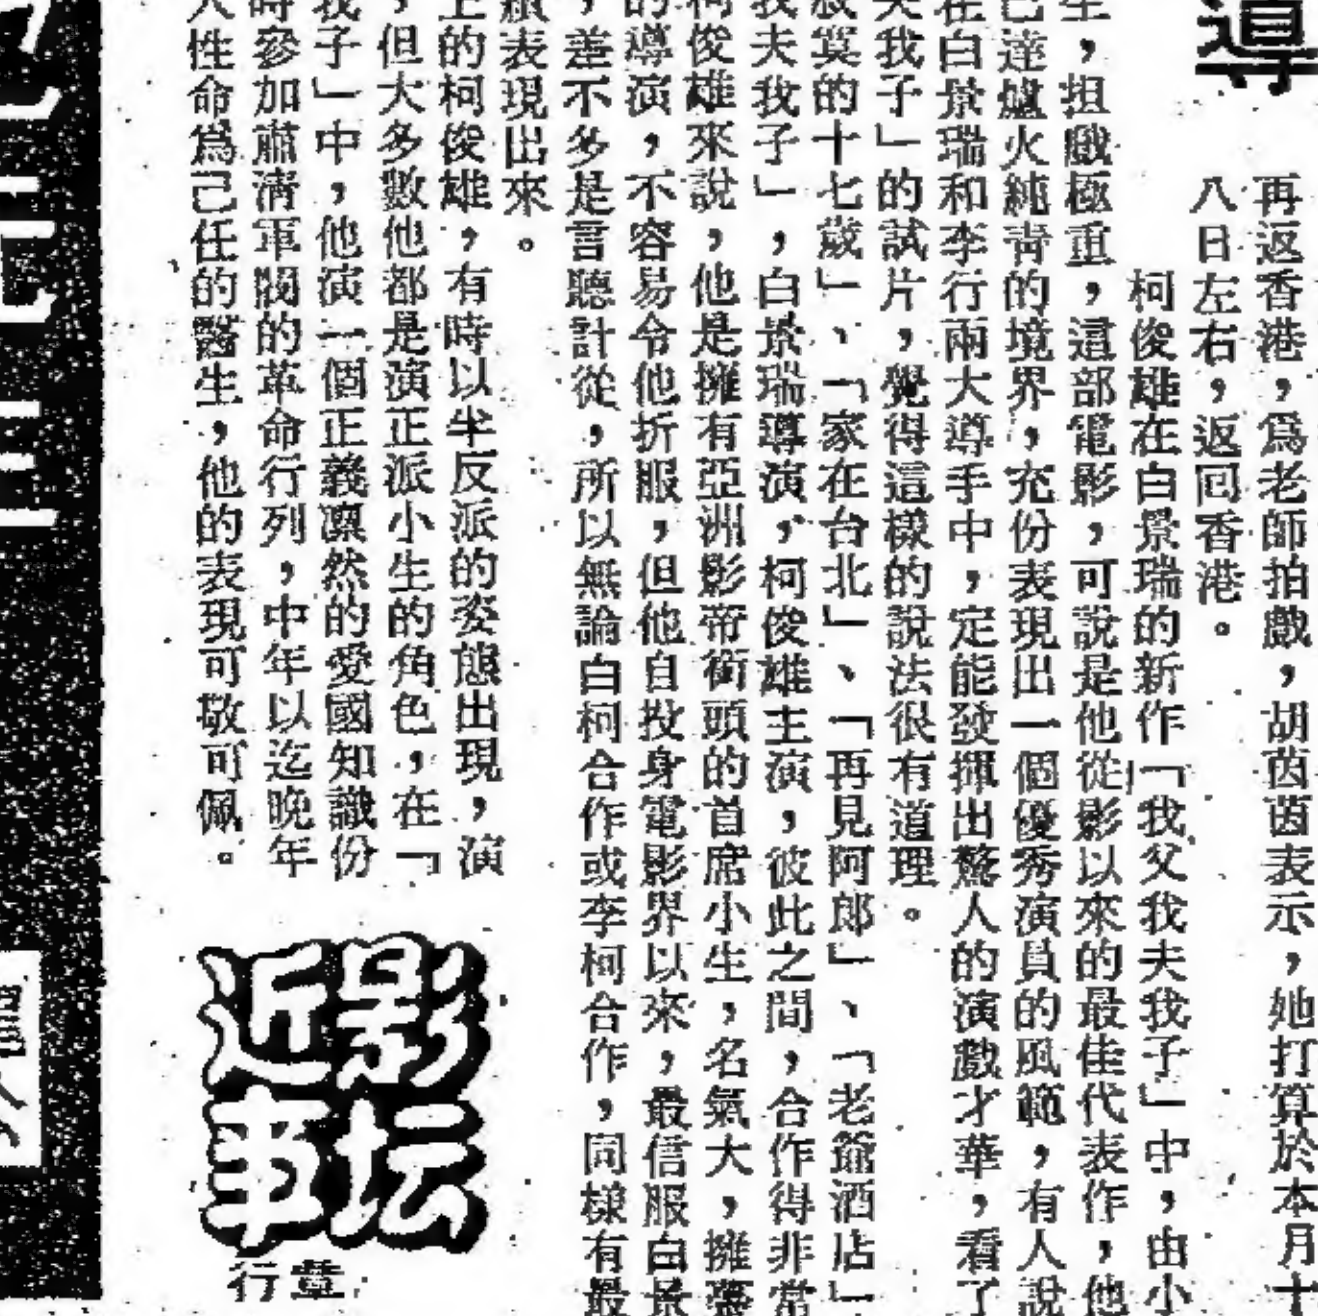 導
再返香港，爲老師拍戲，胡茵茵表示，她打算於本月十
八日左右，返回香港。
柯俊雄在白景瑞的新作「我父我夫我子」中，由小
生，担戲極重，這部電影，可說是他從影以來的最佳代表作，他
已達爐火純靑的境界，充份表現出一個優秀演員的風範，有人說
在白景瑞和李行兩大導手中，定能發揮出驚人的演戲才華，看了
夫我子」的試片，覺得這樣的說法很有道理。
寂寞的十七歲」、「家在台北」、「再見阿郎」、「老爺酒店」
我夫我子」，白景瑞導演，柯俊雄主演，彼此之間，合作得非常
柯俊雄來說，他是擁有亞洲影帝銜頭的首席小生，名氣大，擁躉
的導演，不容易令他折服，但他自投身電影界以來，最信服白景
，差不多是言聽計從，所以無論白柯合作或李柯合作，同樣有最
表現出來。
上的柯俊雄，有時以半反派的姿態出現，演
，但大多數他都是演正派小生的角色，在「
我子」中，他演一個正義凜然的愛國知識份
時參加肅清軍閥的革命行列，中年以迄晚年
人性命爲己任的醫生，他的表現可敬可佩。
影坛
近事
章行